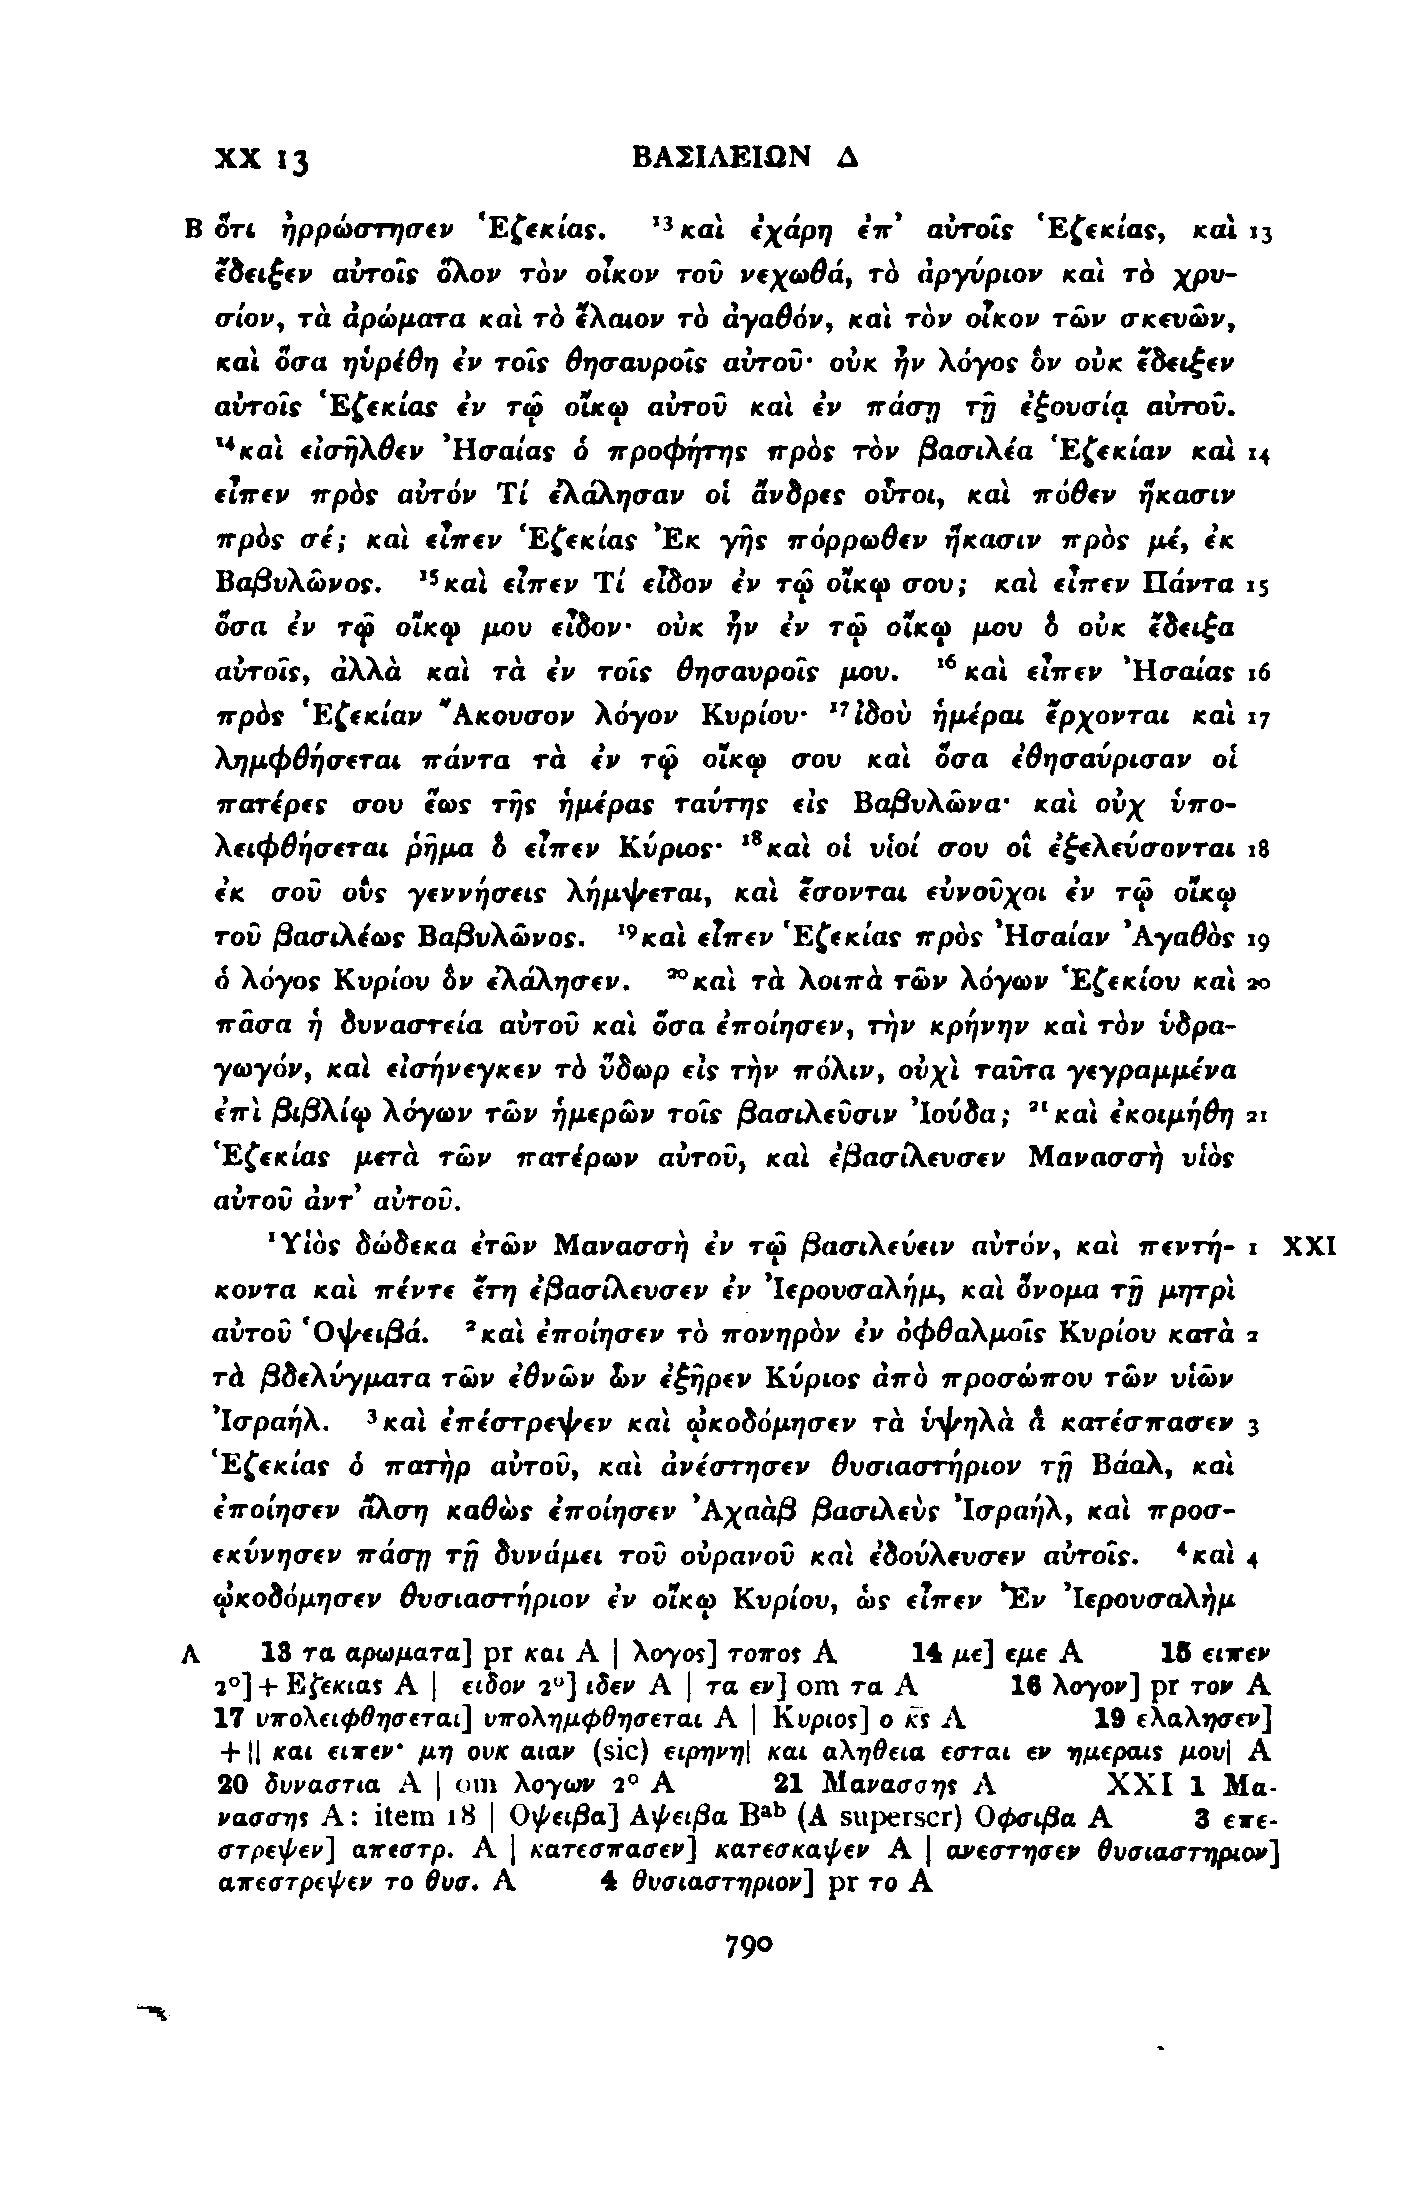 XX 13 ΒΑΣΙΛΕΙΩΝ Δ
B ὅτι ἠρρώστησεν Ἑζεκίας. ¹³καὶ ἐχάρη ἐπ’ αὐτοῖς Ἑζεκίας, καὶ 13
ἔδειξεν αὐτοῖς ὅλον τὸν οἶκον τοῦ νεχωθά, τὸ ἀργύριον καὶ τὸ χρυ-
σίον, τὰ ἀρώματα καὶ τὸ ἔλαιον τὸ ἀγαθόν, καὶ τὸν οἶκον τῶν σκευῶν,
καὶ ὅσα ηὑρέθη ἐν τοῖς θησαυροῖς αὐτοῦ· οὐκ ἦν λόγος ὃν οὐκ ἔδειξεν
αὐτοῖς Ἑζεκίας ἐν τῷ οἴκῳ αὐτοῦ καὶ ἐν πάσῃ τῇ ἐξουσίᾳ αὐτοῦ.
¹⁴καὶ εἰσῆλθεν Ἠσαίας ὁ προφήτης πρὸς τὸν βασιλέα Ἑζεκίαν καὶ 14
εἶπεν πρὸς αὐτόν Τί ἐλάλησαν οἱ ἄνδρες οὗτοι, καὶ πόθεν ἥκασιν
πρὸς σέ; καὶ εἶπεν Ἑζεκίας Ἐκ γῆς πόρρωθεν ἥκασιν πρὸς μέ, ἐκ
Βαβυλῶνος. ¹⁵καὶ εἶπεν Τί εἶδον ἐν τῷ οἴκῳ σου; καὶ εἶπεν Πάντα 15
ὅσα ἐν τῷ οἴκῳ μου εἶδον· οὐκ ἦν ἐν τῷ οἴκῳ μου ὃ οὐκ ἔδειξα
αὐτοῖς, ἀλλὰ καὶ τὰ ἐν τοῖς θησαυροῖς μου. ¹⁶καὶ εἶπεν Ἠσαίας 16
πρὸς Ἑζεκίαν Ἄκουσον λόγον Κυρίου· ¹⁷ἰδοὺ ἡμέραι ἔρχονται καὶ 17
λημφθήσεται πάντα τὰ ἐν τῷ οἴκῳ σου καὶ ὅσα ἐθησαύρισαν οἱ
πατέρες σου ἕως τῆς ἡμέρας ταύτης εἰς Βαβυλῶνα· καὶ οὐχ ὑπο-
λειφθήσεται ῥῆμα ὃ εἶπεν Κύριος· ¹⁸καὶ οἱ υἱοί σου οἳ ἐξελεύσονται 18
ἐκ σοῦ οὓς γεννήσεις λήμψεται, καὶ ἔσονται εὐνοῦχοι ἐν τῷ οἴκῳ
τοῦ βασιλέως Βαβυλῶνος. ¹⁹καὶ εἶπεν Ἑζεκίας πρὸς Ἠσαίαν Ἀγαθὸς 19
ὁ λόγος Κυρίου ὃν ἐλάλησεν. ²⁰καὶ τὰ λοιπὰ τῶν λόγων Ἑζεκίου καὶ 20
πᾶσα ἡ δυναστεία αὐτοῦ καὶ ὅσα ἐποίησεν, τὴν κρήνην καὶ τὸν ὑδρα-
γωγόν, καὶ εἰσήνεγκεν τὸ ὕδωρ εἰς τὴν πόλιν, οὐχὶ ταῦτα γεγραμμένα
ἐπὶ βιβλίῳ λόγων τῶν ἡμερῶν τοῖς βασιλεῦσιν Ἰούδα; ²¹καὶ ἐκοιμήθη 21
Ἑζεκίας μετὰ τῶν πατέρων αὐτοῦ, καὶ ἐβασίλευσεν Μανασσὴ υἱὸς
αὐτοῦ ἀντ’ αὐτοῦ.
¹Υἱὸς δώδεκα ἐτῶν Μανασσὴ ἐν τῷ βασιλεύειν αὐτόν, καὶ πεντή- 1 XXI
κοντα καὶ πέντε ἔτη ἐβασίλευσεν ἐν Ἰερουσαλήμ, καὶ ὄνομα τῇ μητρὶ
αὐτοῦ Ὁψειβά. ²καὶ ἐποίησεν τὸ πονηρὸν ἐν ὀφθαλμοῖς Κυρίου κατὰ 2
τὰ βδελύγματα τῶν ἐθνῶν ὧν ἐξῆρεν Κύριος ἀπὸ προσώπου τῶν υἱῶν
Ἰσραήλ. ³καὶ ἐπέστρεψεν καὶ ᾠκοδόμησεν τὰ ὑψηλὰ ἃ κατέσπασεν 3
Ἑζεκίας ὁ πατὴρ αὐτοῦ, καὶ ἀνέστησεν θυσιαστήριον τῇ Βάαλ, καὶ
ἐποίησεν ἄλση καθὼς ἐποίησεν Ἀχαὰβ βασιλεὺς Ἰσραήλ, καὶ προσ-
εκύνησεν πάσῃ τῇ δυνάμει τοῦ οὐρανοῦ καὶ ἐδούλευσεν αὐτοῖς. ⁴καὶ 4
ᾠκοδόμησεν θυσιαστήριον ἐν οἴκῳ Κυρίου, ὡς εἶπεν Ἐν Ἰερουσαλὴμ
A 13 τα αρωματα] pr και A | λογος] τοπος A 14 με] εμε A 15 ειπεν
2°] + Εζεκιας A | ειδον 2°] ιδεν A | τα εν] om τα A 16 λογον] pr τον A
17 υπολειφθησεται] υπολημφθησεται A | Κυριος] ο κ̅ς̅ A 19 ελαλησεν]
+ || και ειπεν· μη ουκ αιαν (sic) ειρηνη| και αληθεια εσται εν ημεραις μου| A
20 δυναστια A | om λογων 2° A 21 Μανασσης A XXI 1 Μα-
νασσης A: item 18 | Οψειβα] Αψειβα Bᵃᵇ (A superscr) Οφσιβα A 3 επε-
στρεψεν] απεστρ. A | κατεσπασεν] κατεσκαψεν A | ανεστησεν θυσιαστηριον]
απεστρεψεν το θυσ. A 4 θυσιαστηριον] pr το A
790